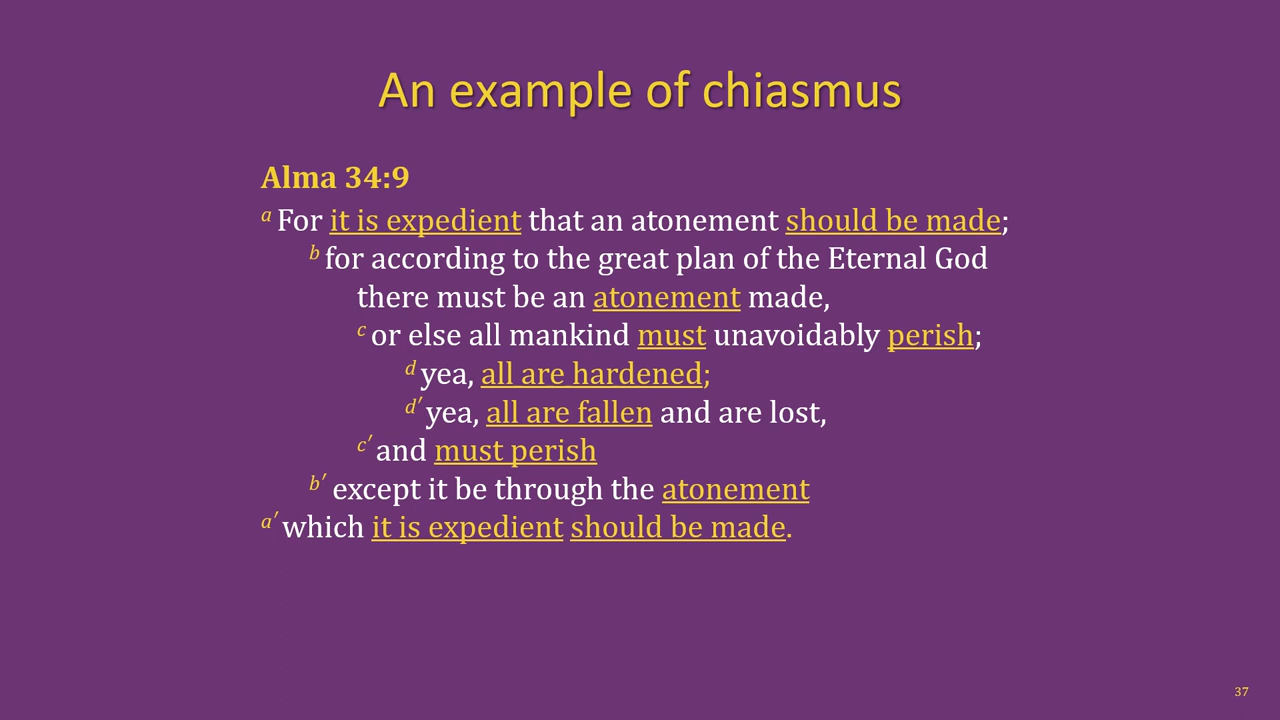 An example of chiasmus
Alma 34:9
a For it is expedient that an atonement should be made;
b for according to the great plan of the Eternal God
there must be an atonement made,
c or else all mankind must unavoidably perish;
d yea, all are hardened;
d′ yea, all are fallen and are lost,
c′ and must perish
b′ except it be through the atonement
a′ which it is expedient should be made.
37